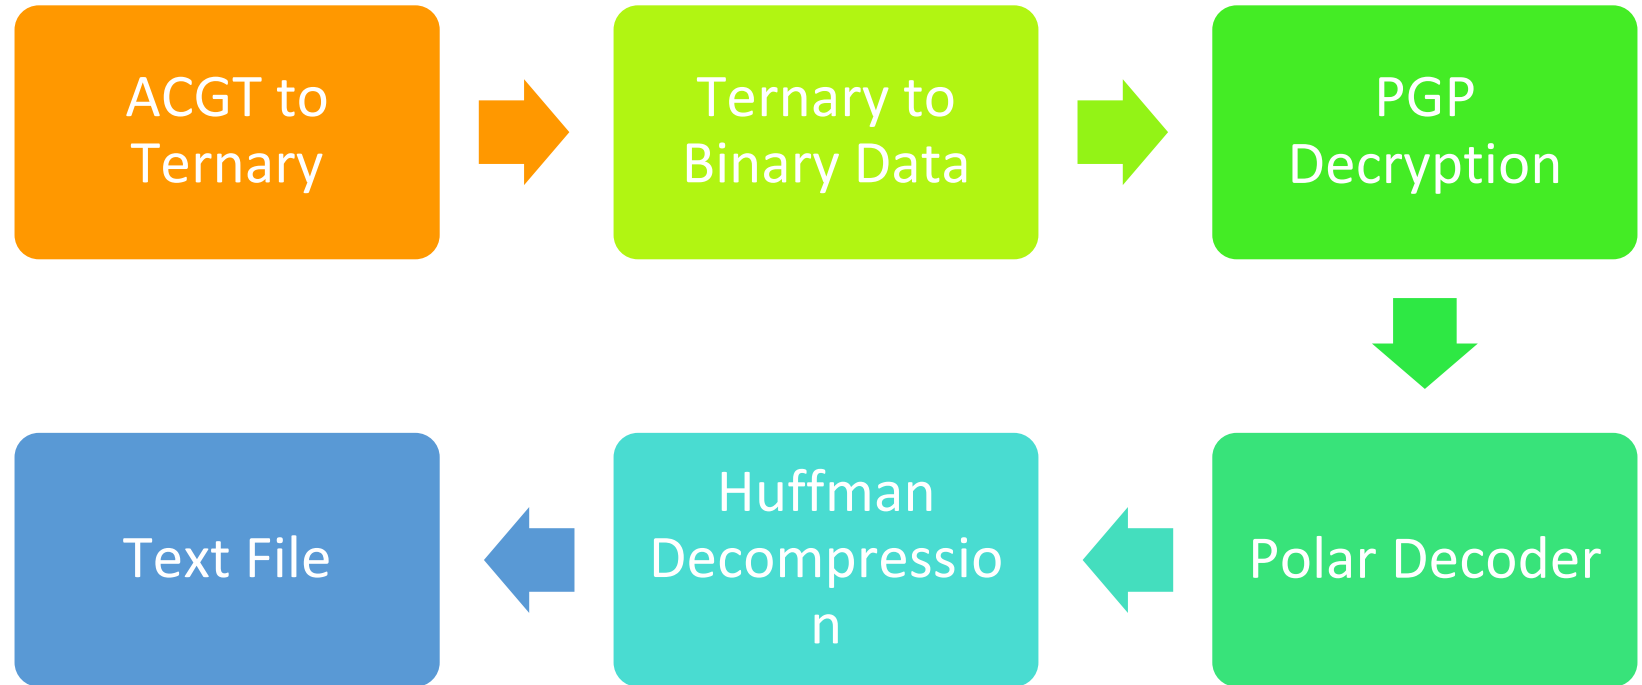 ACGT to
Ternary
Ternary to
Binary Data
PGP
Decryption
Text File
Huffman
Decompressio
n
Polar Decoder